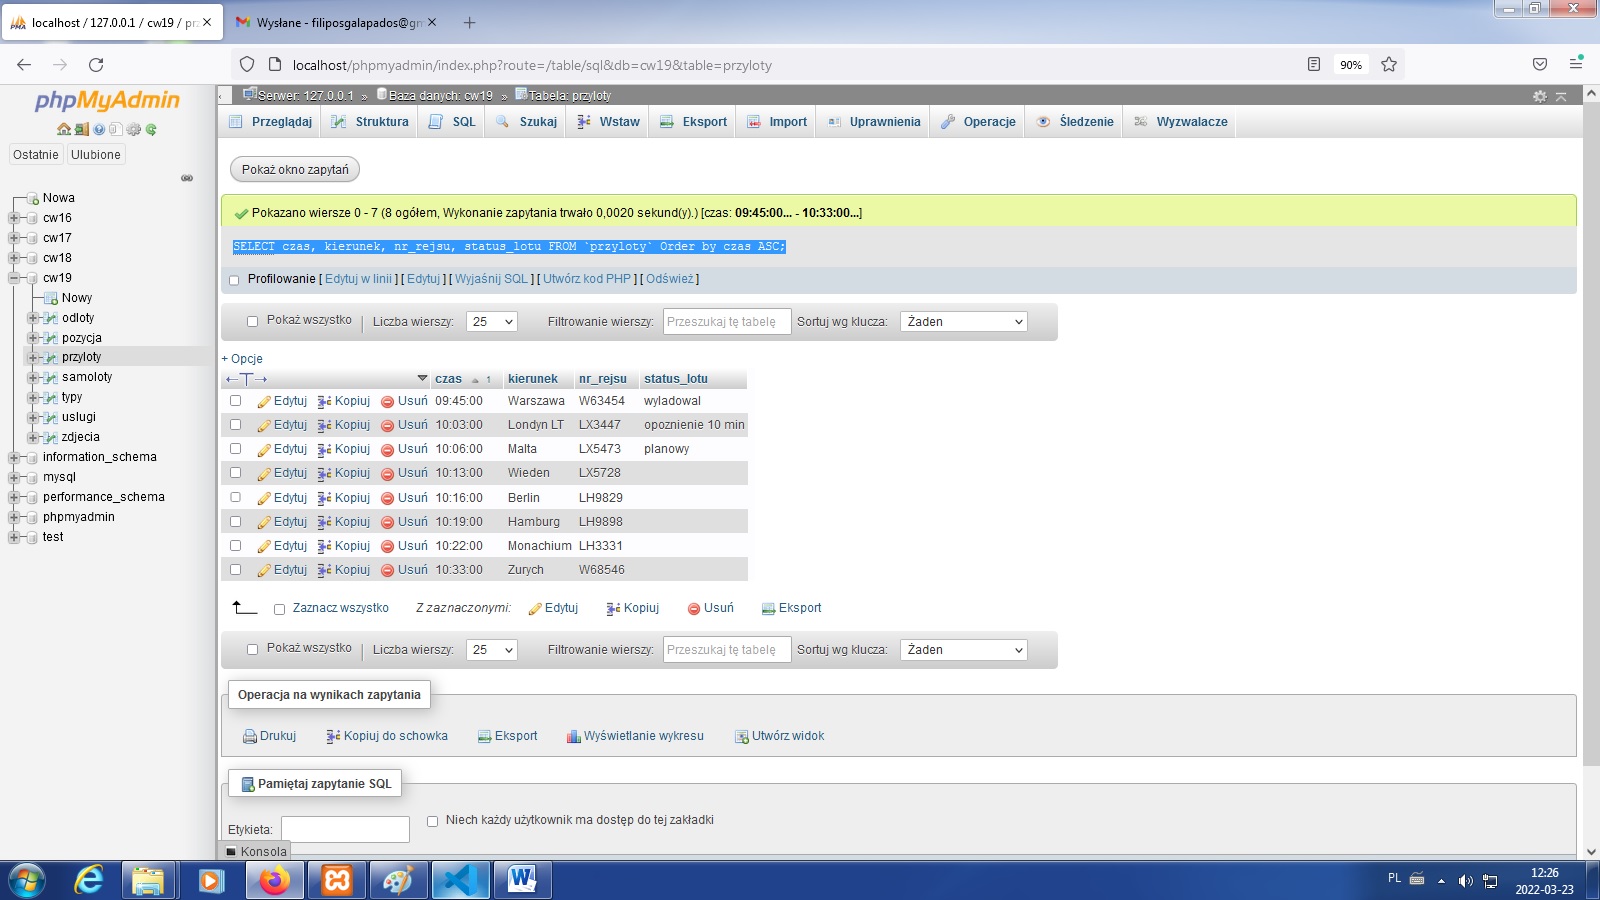 localhost / 127.0.0.1 / cw19 / prz
Wysłane - filiposgalapados@gm
localhost/phpmyadmin/index.php?route=/table/sql&db=cw19&table=przyloty
90%
phpMyAdmin
Ostatnie Ulubione
Nowa
cw16
cw17
cw18
cw19
Nowy
odloty
pozycja
przyloty
samoloty
typy
uslugi
zdjecia
information_schema
mysql
performance_schema
phpmyadmin
test
Serwer: 127.0.0.1 » Baza danych: cw19 » Tabela: przyloty
Przeglądaj Struktura SQL Szukaj Wstaw Eksport Import Uprawnienia Operacje Śledzenie Wyzwalacze
Pokaż okno zapytań
Pokazano wiersze 0 - 7 (8 ogółem, Wykonanie zapytania trwało 0,0020 sekund(y).) [czas: 09:45:00... - 10:33:00...]
SELECT czas, kierunek, nr_rejsu, status_lotu FROM `przyloty` Order by czas ASC;
Profilowanie [ Edytuj w linii ] [ Edytuj ] [ Wyjaśnij SQL ] [ Utwórz kod PHP ] [ Odśwież ]
Pokaż wszystko | Liczba wierszy: 25 Filtrowanie wierszy: Przeszukaj tę tabelę Sortuj wg klucza: Żaden
+ Opcje
←T→ czas 1 kierunek nr_rejsu status_lotu
Edytuj Kopiuj Usuń 09:45:00 Warszawa W63454 wyladowal
Edytuj Kopiuj Usuń 10:03:00 Londyn LT LX3447 opoznienie 10 min
Edytuj Kopiuj Usuń 10:06:00 Malta LX5473 planowy
Edytuj Kopiuj Usuń 10:13:00 Wieden LX5728
Edytuj Kopiuj Usuń 10:16:00 Berlin LH9829
Edytuj Kopiuj Usuń 10:19:00 Hamburg LH9898
Edytuj Kopiuj Usuń 10:22:00 Monachium LH3331
Edytuj Kopiuj Usuń 10:33:00 Zurych W68546
Zaznacz wszystko Z zaznaczonymi: Edytuj Kopiuj Usuń Eksport
Pokaż wszystko | Liczba wierszy: 25 Filtrowanie wierszy: Przeszukaj tę tabelę Sortuj wg klucza: Żaden
Operacja na wynikach zapytania
Drukuj Kopiuj do schowka Eksport Wyświetlanie wykresu Utwórz widok
Pamiętaj zapytanie SQL
Etykieta: Niech każdy użytkownik ma dostęp do tej zakładki
Konsola
PL 12:26
2022-03-23